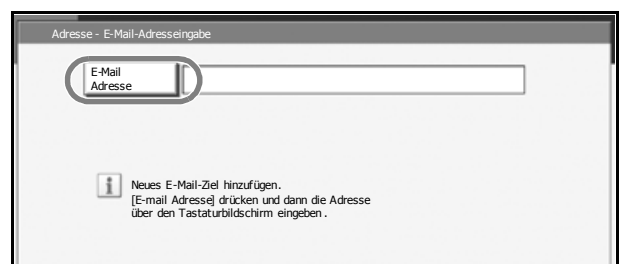 Adresse - E-Mail-Adresseingabe
E-Mail
Adresse
Neues E-Mail-Ziel hinzufügen.
[E-mail Adresse] drücken und dann die Adresse
über den Tastaturbildschirm eingeben.